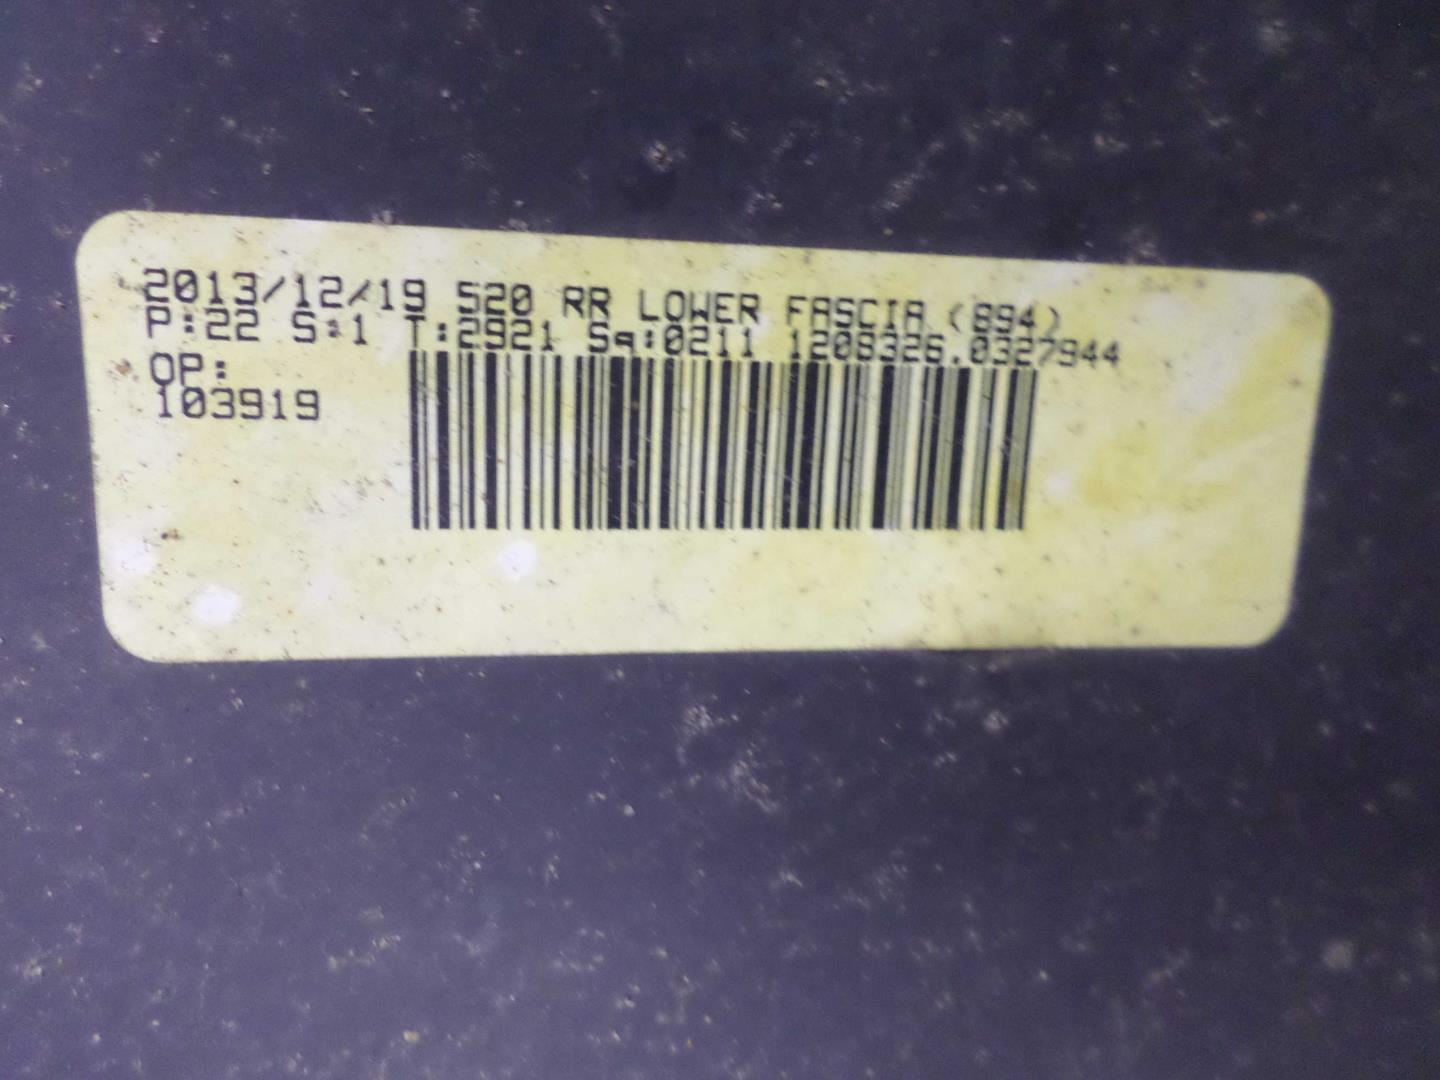 2013/12/19 520 RR LOWER FASCIA (894)
P:22 S:1 T:2921 Sq:0211 1208326.0327944
OP:
103919